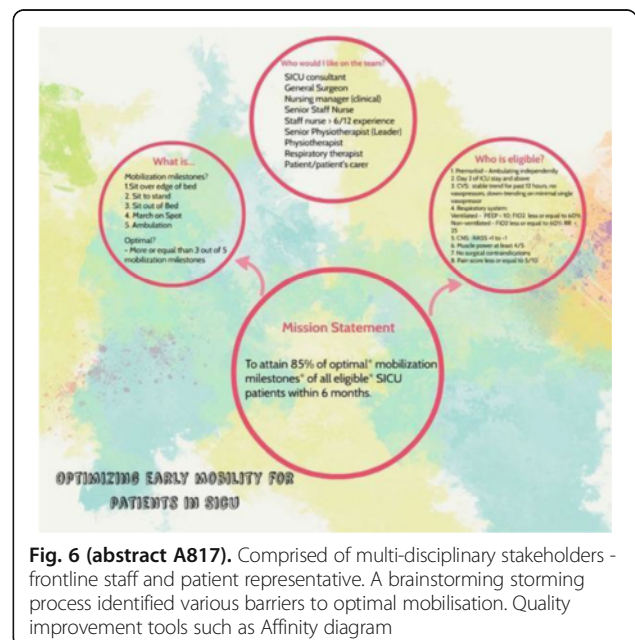 Who would I like on the team?
SICU consultant
General Surgeon
Nursing manager (clinical)
Senior Staff Nurse
Staff nurse > 6/12 experience
Senior Physiotherapist (Leader)
Physiotherapist
Respiratory therapist
Patient/patient's carer
What is...
Mobilization milestones?
1.Sit over edge of bed
2. Sit to stand
3. Sit out of Bed
4. March on Spot
5. Ambulation
Optimal?
- More or equal than 3 out of 5
mobilization milestones
Who is eligible?
1. Premorbid - Ambulating independently
2. Day 2 of ICU stay and above
3. CVS: stable trend for past 12 hours, no
vasopressors, down-trending on minimal single
vasopressor
4. Respiratory system:
Ventilated - PEEP < 10; FiO2 less or equal to 60%
Non-ventilated - FiO2 less or equal to 60%; RR <
25
5. CNS: RASS +1 to -1
6. Muscle power at least 4/5
7. No surgical contraindications
8. Pain score less or equal to 5/10
Mission Statement
To attain 85% of optimal* mobilization
milestones* of all eligible* SICU
patients within 6 months.
OPTIMIZING EARLY MOBILITY FOR
PATIENTS IN SICU
Fig. 6 (abstract A817). Comprised of multi-disciplinary stakeholders -
frontline staff and patient representative. A brainstorming storming
process identified various barriers to optimal mobilisation. Quality
improvement tools such as Affinity diagram